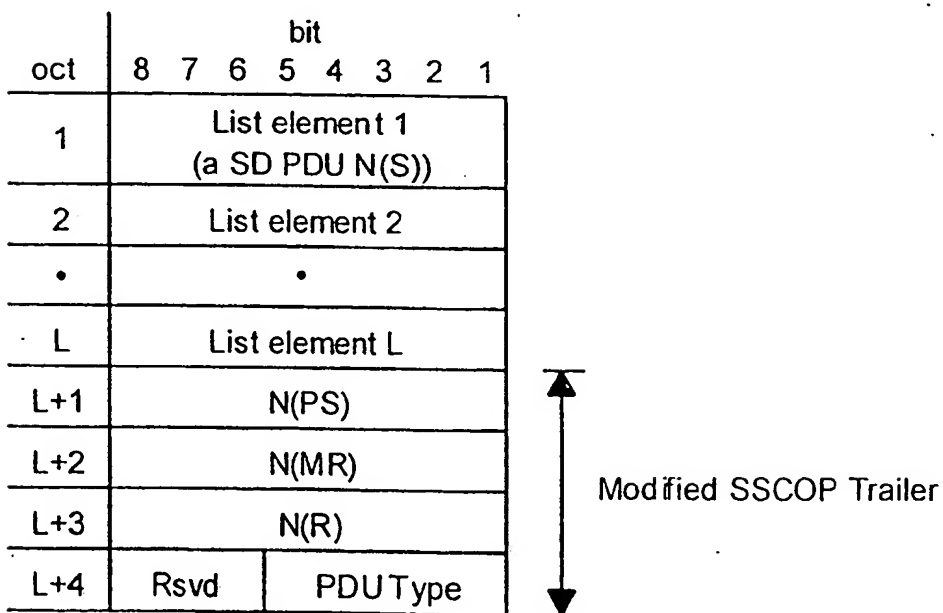 bit
oct 8 7 6 5 4 3 2 1
1 List element 1
(a SD PDU N(S))
2 List element 2
• •
L List element L
L+1 N(PS)
L+2 N(MR)
Modified SSCOP Trailer
L+3 N(R)
L+4 Rsvd PDU Type